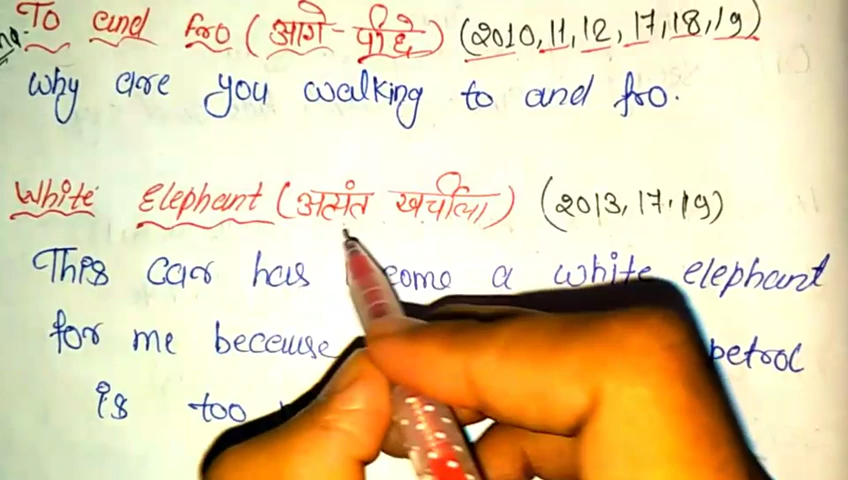 To and fro (आगे-पीछे) (2010, 11, 12, 17, 18, 19)
Why are you walking to and fro.
White Elephant (अत्यंत खर्चीला) (2013, 17, 19)
This car has become a white elephant
for me because petrol
is too